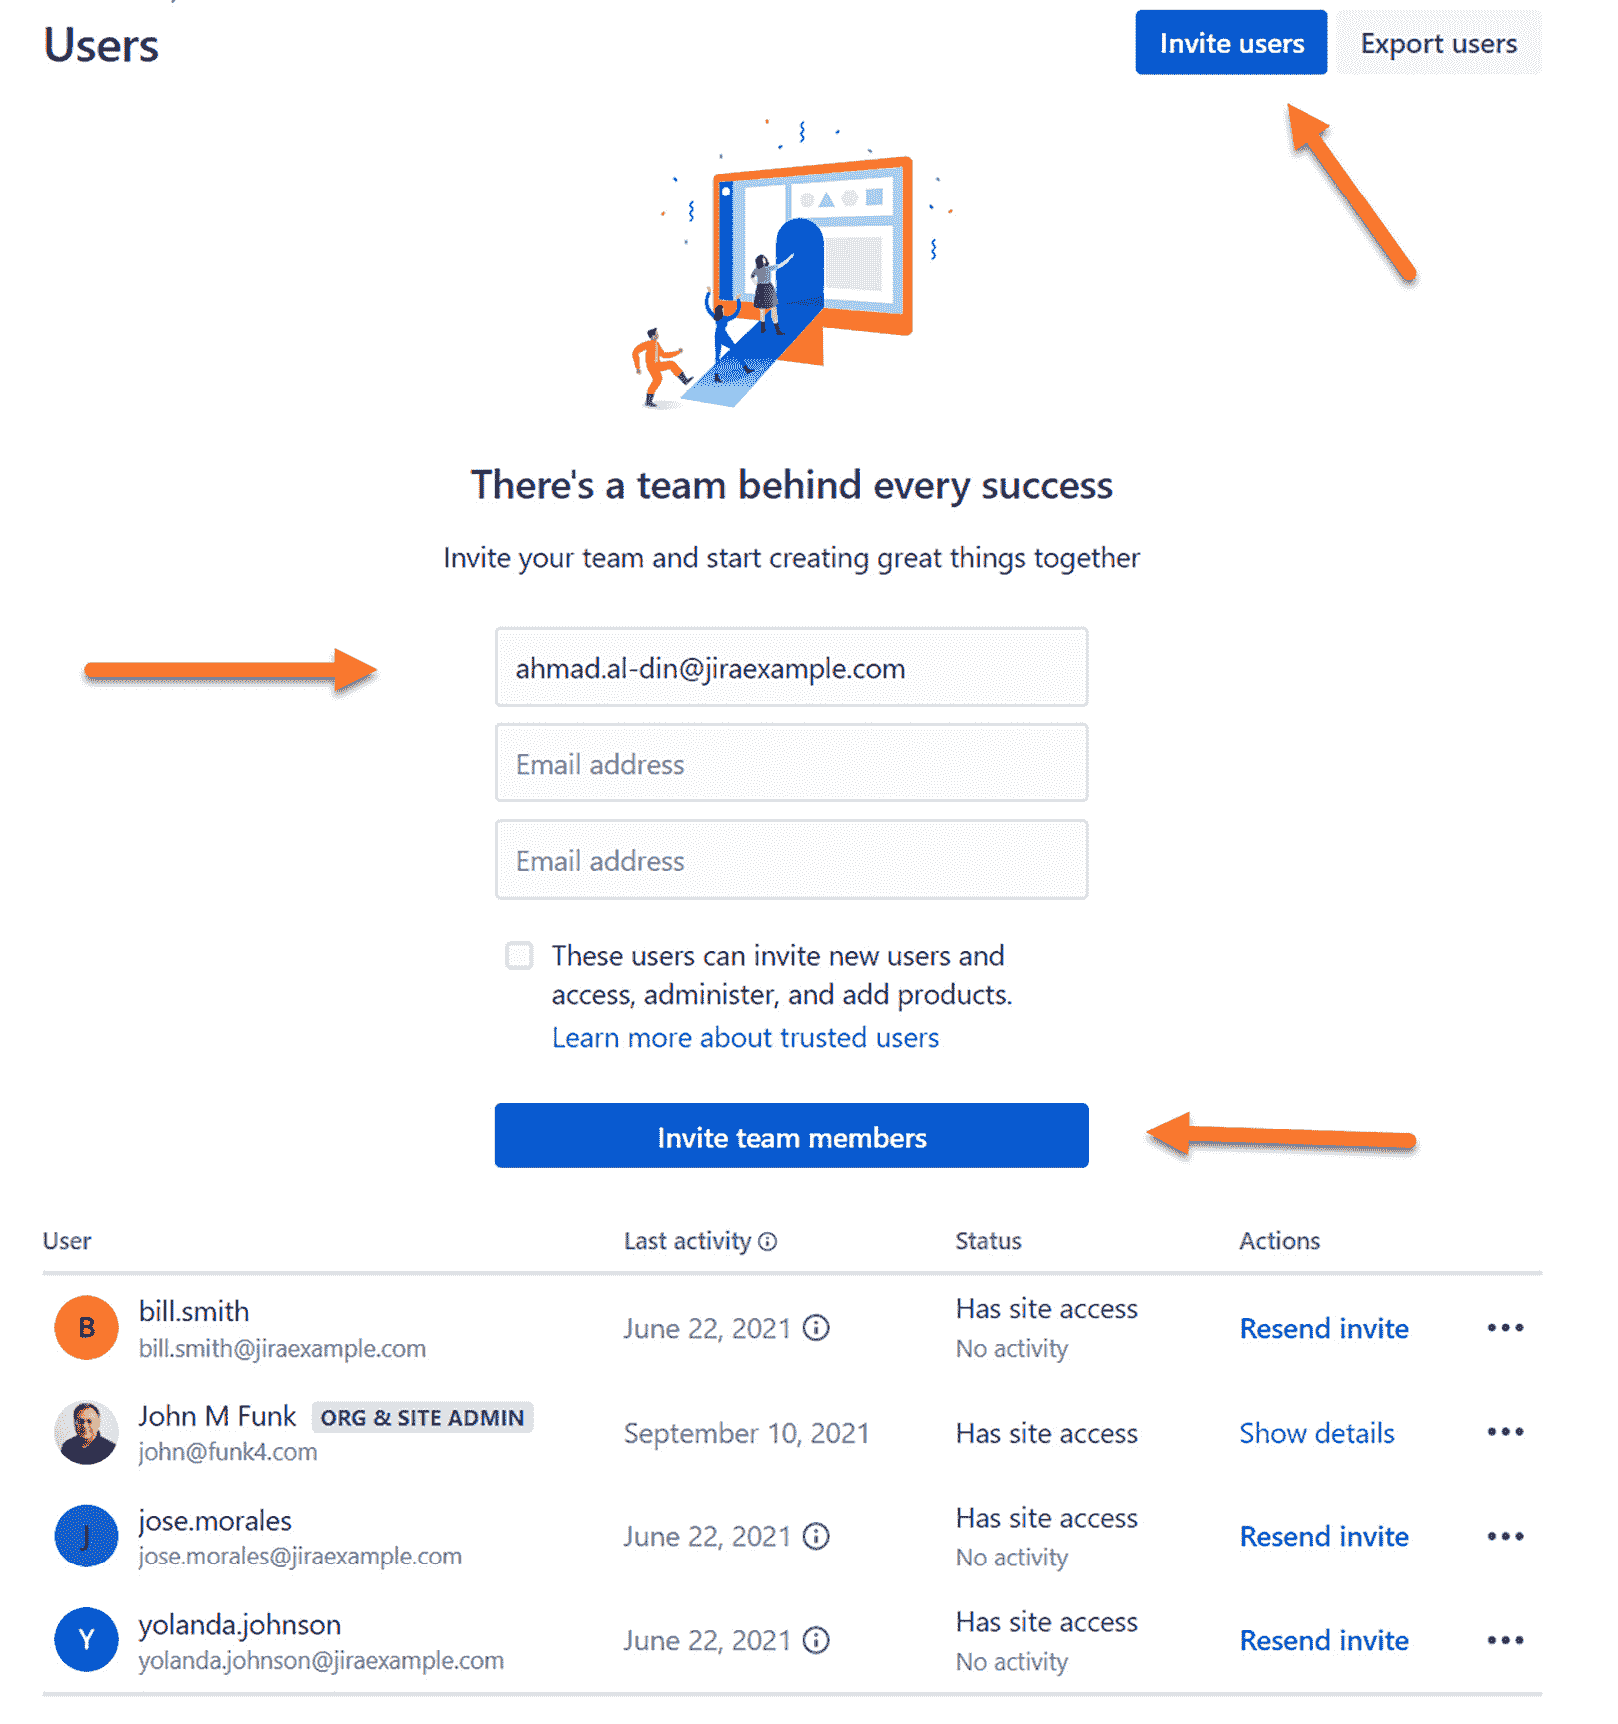 Users
Invite users
Export users
There's a team behind every success
Invite your team and start creating great things together
ahmad.al-din@jiraexample.com
Email address
Email address
These users can invite new users and
access, administer, and add products.
Learn more about trusted users
Invite team members
User Last activity Status Actions
B bill.smith
bill.smith@jiraexample.com
June 22, 2021
Has site access
No activity
Resend invite
John M Funk ORG & SITE ADMIN
john@funk4.com
September 10, 2021
Has site access
Show details
J jose.morales
jose.morales@jiraexample.com
June 22, 2021
Has site access
No activity
Resend invite
Y yolanda.johnson
yolanda.johnson@jiraexample.com
June 22, 2021
Has site access
No activity
Resend invite